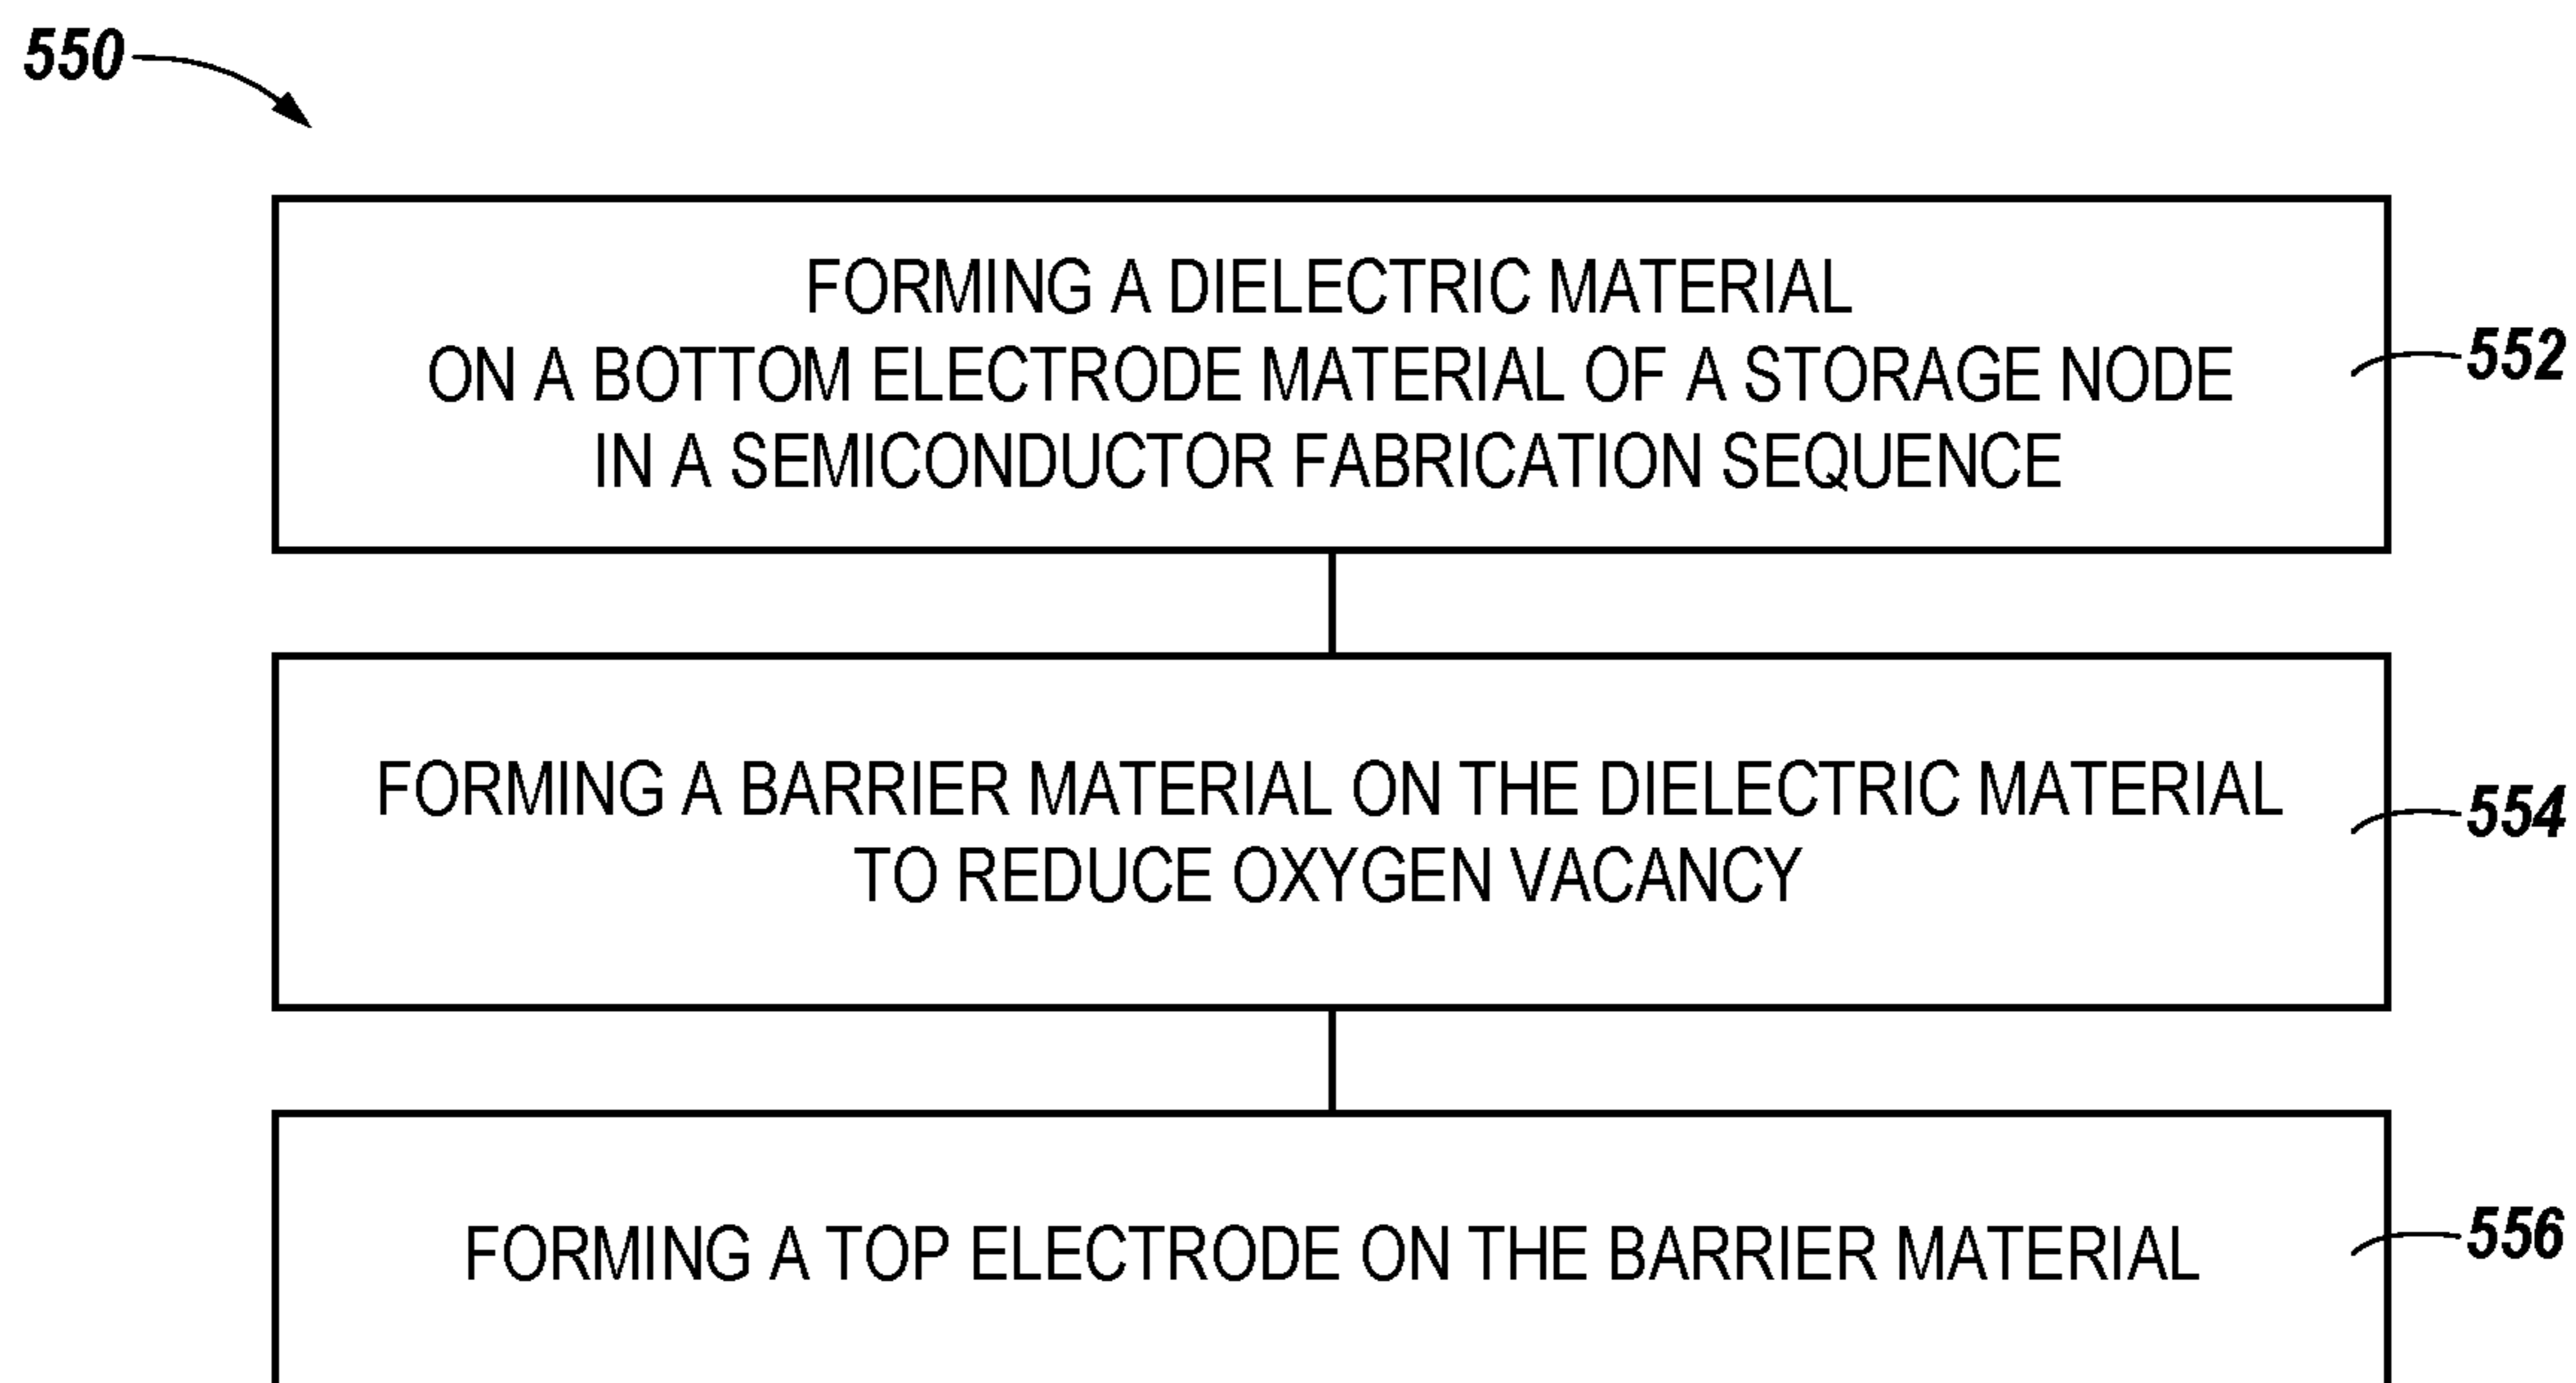 550
FORMING A DIELECTRIC MATERIAL
ON A BOTTOM ELECTRODE MATERIAL OF A STORAGE NODE
IN A SEMICONDUCTOR FABRICATION SEQUENCE
552
FORMING A BARRIER MATERIAL ON THE DIELECTRIC MATERIAL
TO REDUCE OXYGEN VACANCY
554
FORMING A TOP ELECTRODE ON THE BARRIER MATERIAL
556